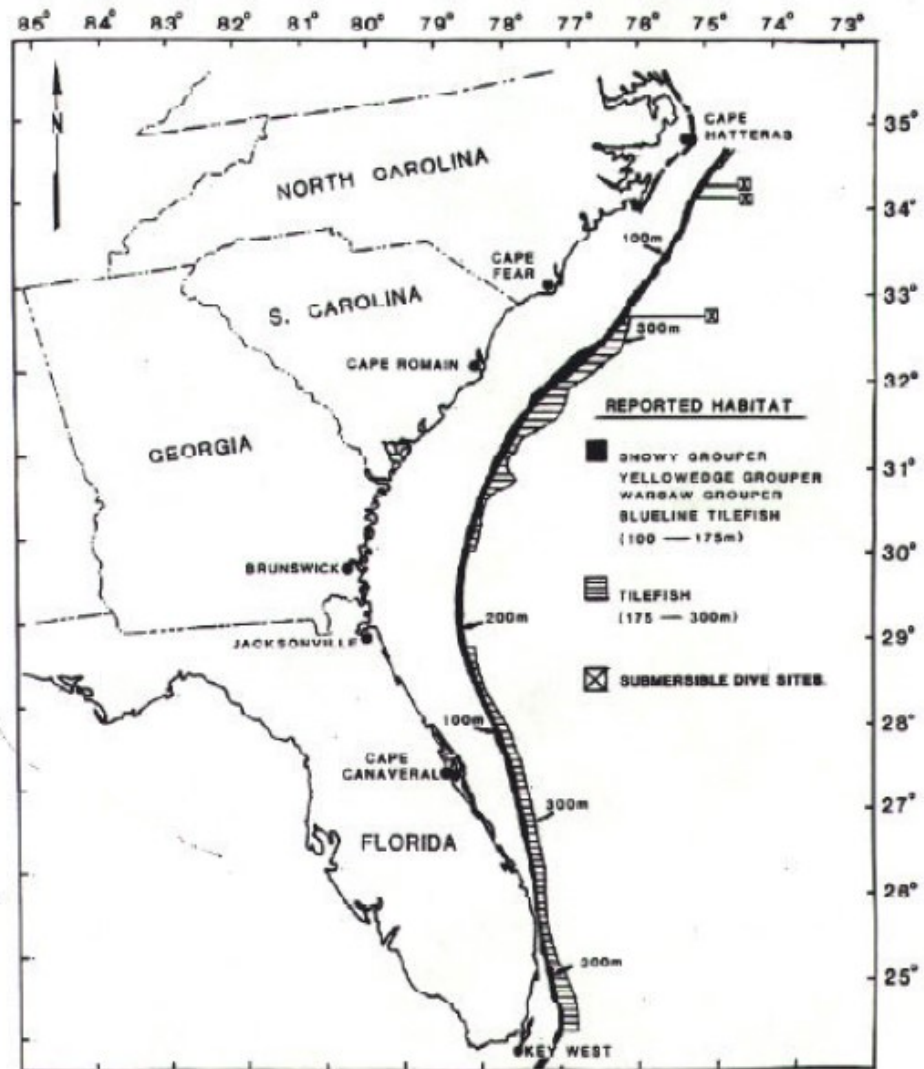 86° 84° 82° 81° 80° 79° 78° 77° 76° 75° 74° 73°
N
CAPE
HATTERAS
35°
NORTH CAROLINA
34°
100m
CAPE
FEAR
33°
S. CAROLINA
300m
CAPE ROMAIN
32°
REPORTED HABITAT
GEORGIA
SNOWY GROUPER
31°
YELLOWEDGE GROUPER
WARSAW GROUPER
BLUELINE TILEFISH
(100 — 175m)
30°
BRUNSWICK
TILEFISH
200m
(175 — 300m)
29°
JACKSONVILLE
SUBMERSIBLE DIVE SITES
100m
28°
CAPE
CANAVERAL
27°
300m
FLORIDA
26°
25°
300m
KEY WEST